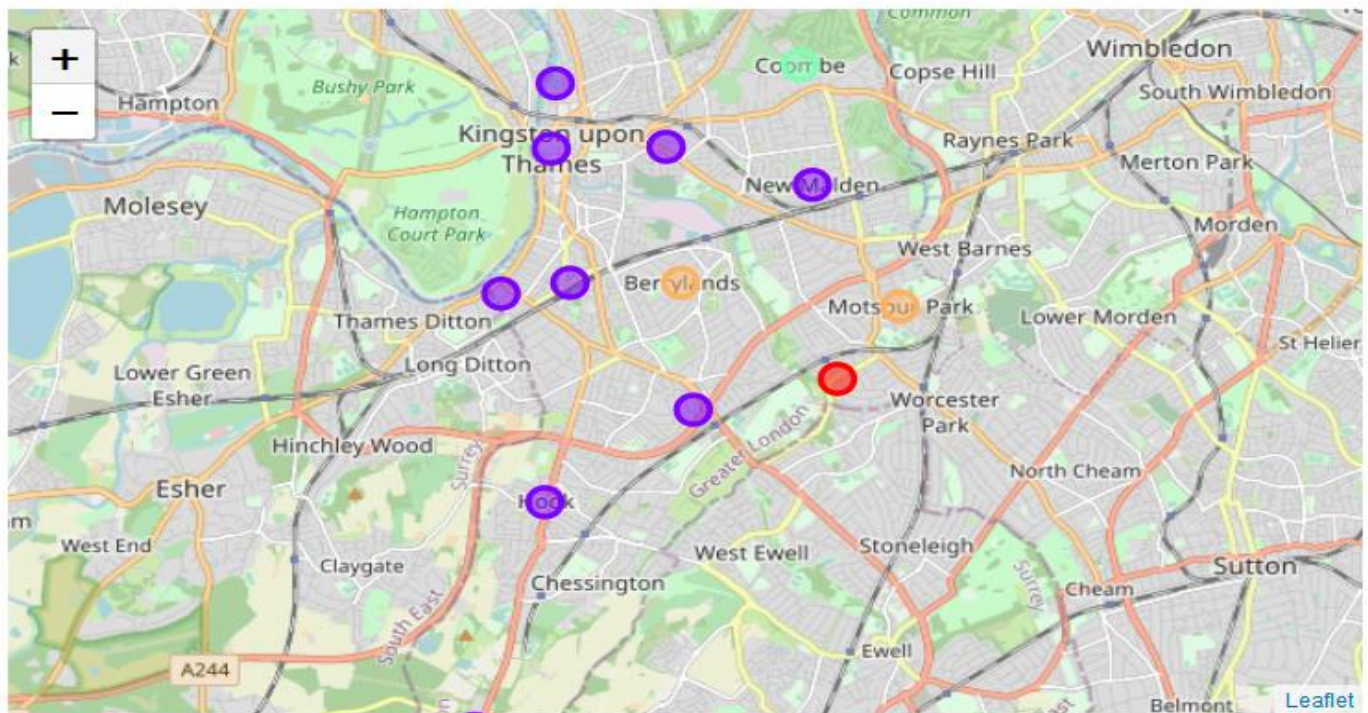 Common
+
−
Wimbledon
Coombe
Copse Hill
Bushy Park
Hampton
South Wimbledon
Kingston upon
Thames
Raynes Park
Merton Park
New Malden
Molesey
Hampton
Court Park
Morden
West Barnes
Berrylands
Motspur Park
Thames Ditton
Lower Morden
St Helier
Long Ditton
Lower Green
Esher
Worcester
Park
Hinchley Wood
Surrey
Greater London
North Cheam
Esher
Hook
West End
Claygate
West Ewell
Stoneleigh
Sutton
Chessington
Surrey
Cheam
South East
A244
Ewell
Belmont
Leaflet